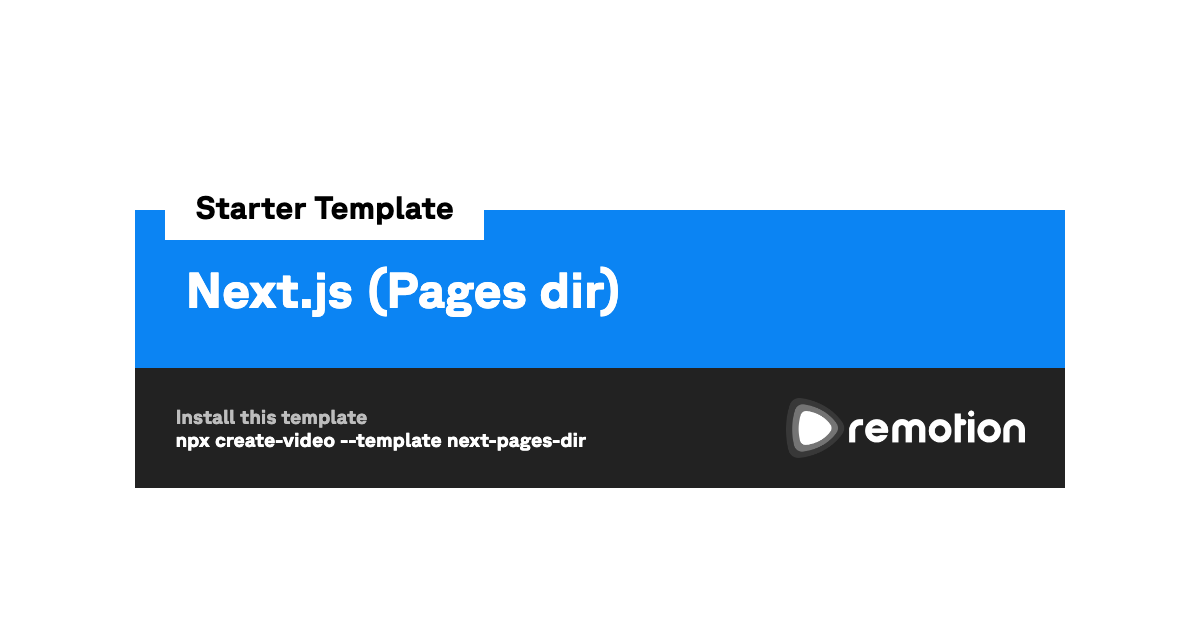 Starter Template
Next.js (Pages dir)
Install this template
npx create-video --template next-pages-dir
remotion